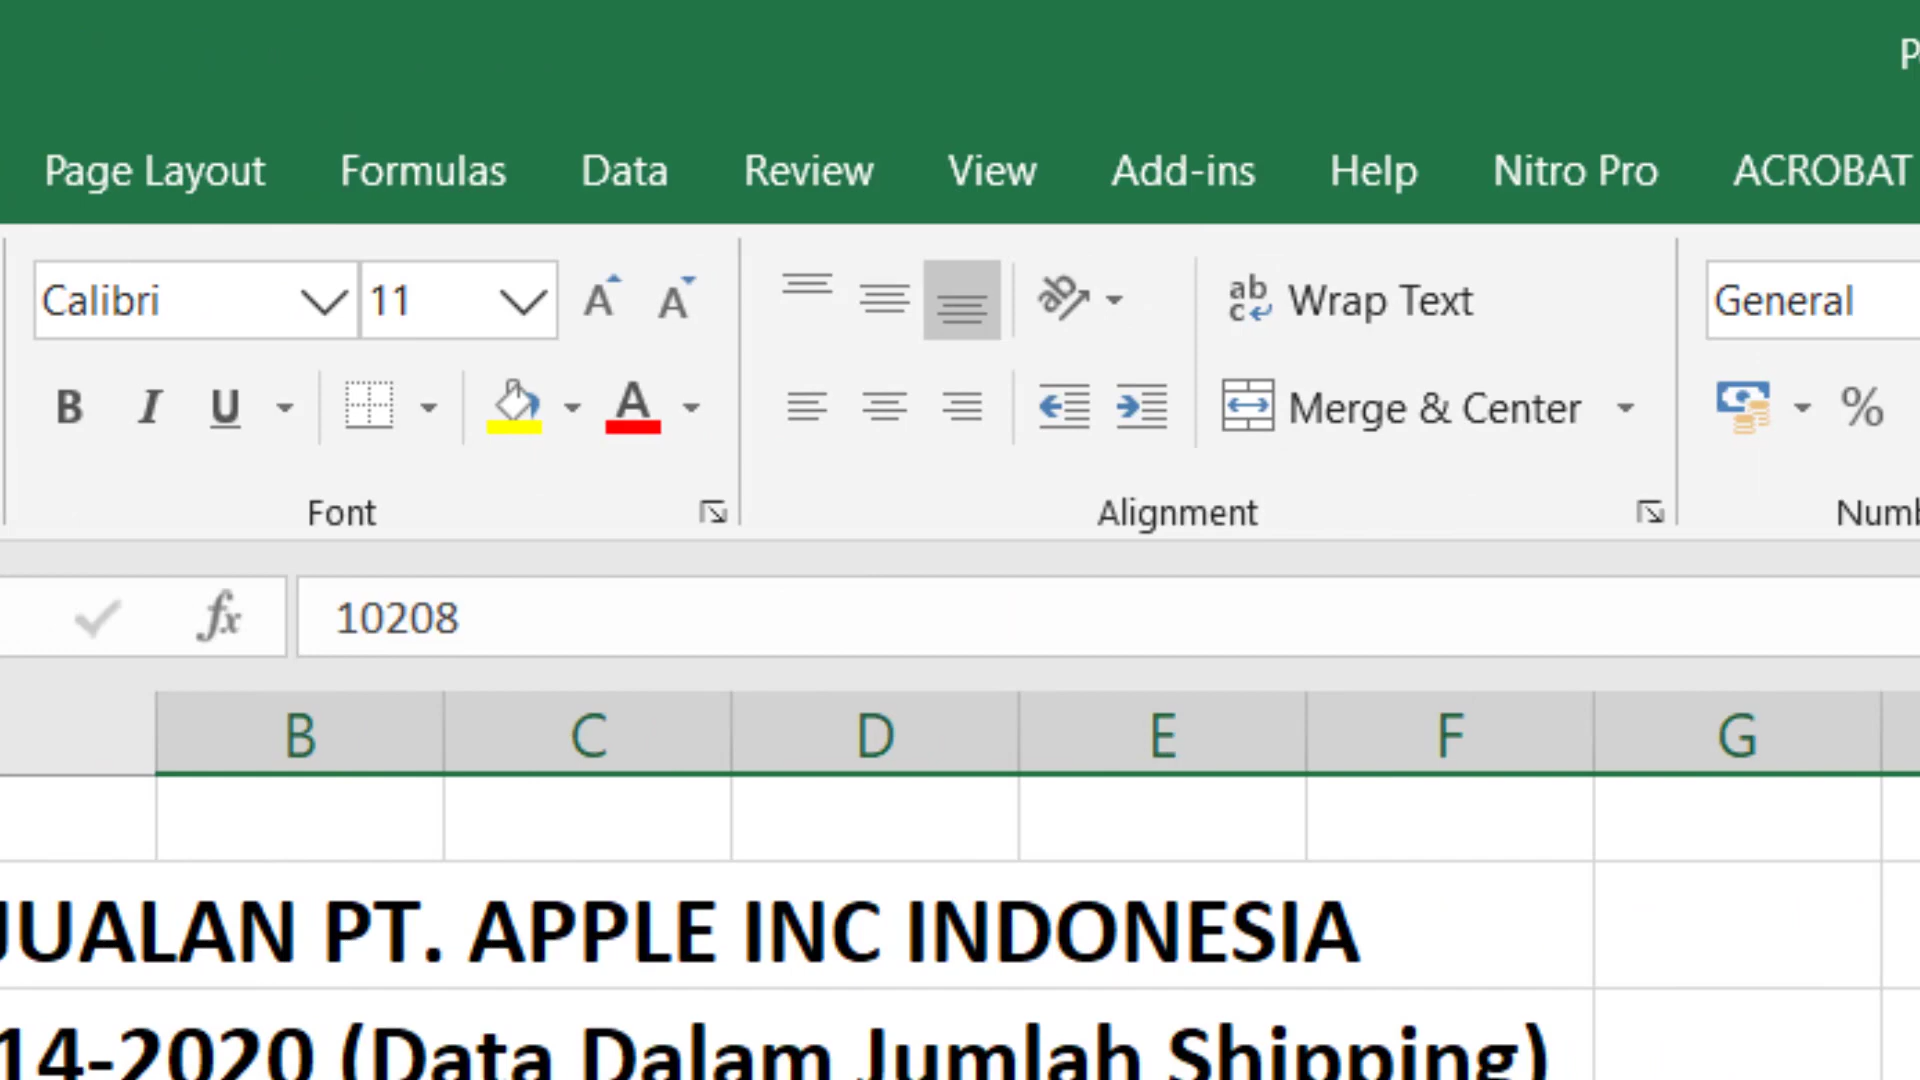 Page Layout Formulas Data Review View Add-ins Help Nitro Pro ACROBAT
Calibri 11 Wrap Text General
B I U Merge & Center %
Font Alignment
fx 10208
B C D E F G
JUALAN PT. APPLE INC INDONESIA
14-2020 (Data Dalam Jumlah Shipping)